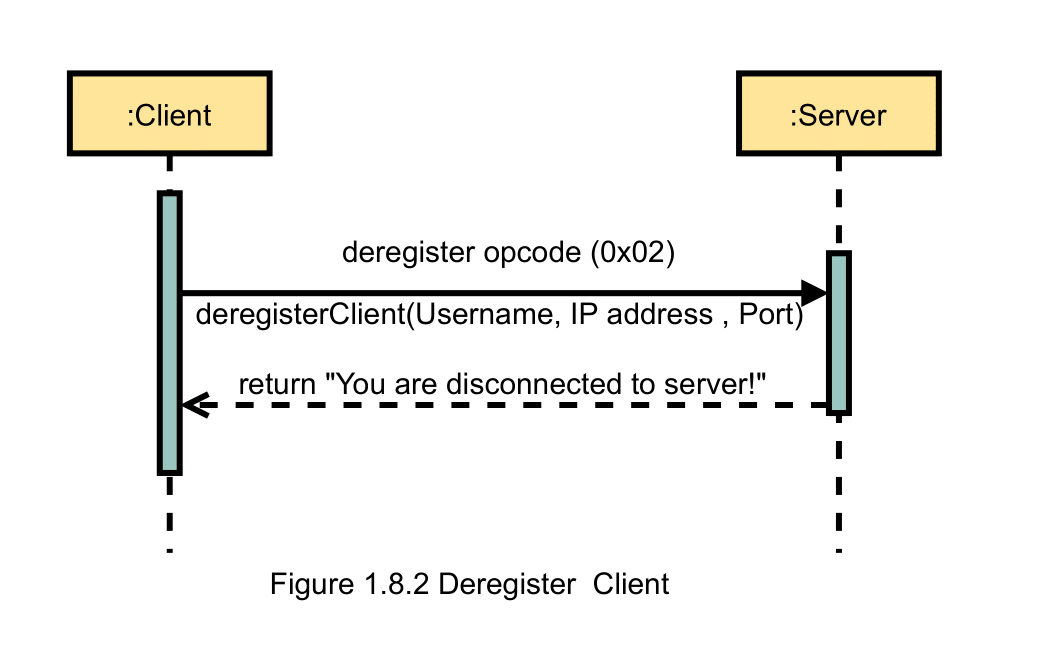 :Client
:Server
deregister opcode (0x02)
deregisterClient(Username, IP address , Port)
return "You are disconnected to server!"
Figure 1.8.2 Deregister  Client